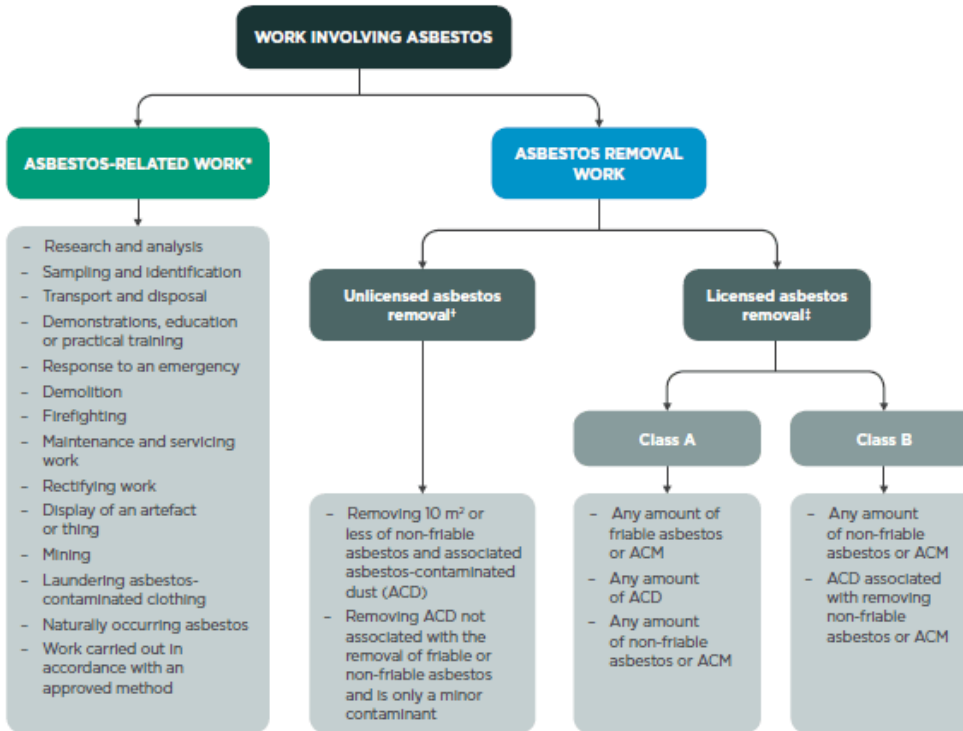 WORK INVOLVING ASBESTOS
ASBESTOS-RELATED WORK*
– Research and analysis
– Sampling and identification
– Transport and disposal
– Demonstrations, education
or practical training
– Response to an emergency
– Demolition
– Firefighting
– Maintenance and servicing
work
– Rectifying work
– Display of an artefact
or thing
– Mining
– Laundering asbestos-
contaminated clothing
– Naturally occurring asbestos
– Work carried out in
accordance with an
approved method
ASBESTOS REMOVAL
WORK
Unlicensed asbestos
removal†
– Removing 10 m² or
less of non-friable
asbestos and associated
asbestos-contaminated
dust (ACD)
– Removing ACD not
associated with the
removal of friable or
non-friable asbestos
and is only a minor
contaminant
Licensed asbestos
removal‡
Class A
– Any amount of
friable asbestos
or ACM
– Any amount
of ACD
– Any amount
of non-friable
asbestos or ACM
Class B
– Any amount
of non-friable
asbestos or ACM
– ACD associated
with removing
non-friable
asbestos or ACM